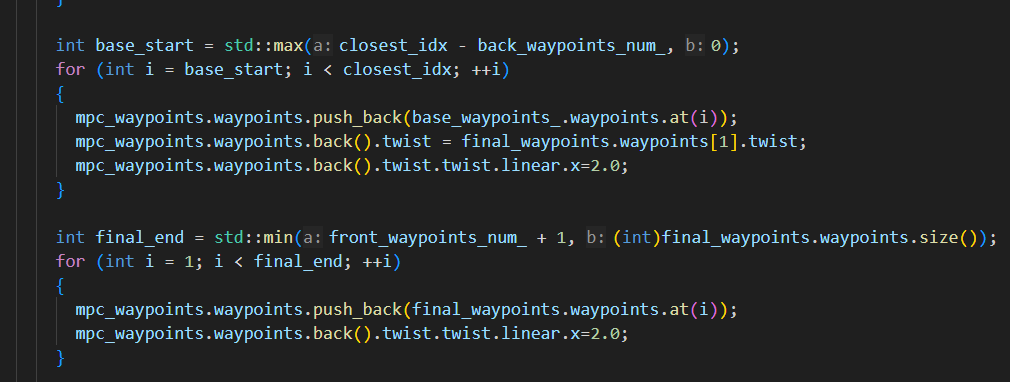 }
int base_start = std::max(a: closest_idx - back_waypoints_num_, b: 0);
for (int i = base_start; i < closest_idx; ++i)
{
mpc_waypoints.waypoints.push_back(base_waypoints_.waypoints.at(i));
mpc_waypoints.waypoints.back().twist = final_waypoints.waypoints[1].twist;
mpc_waypoints.waypoints.back().twist.twist.linear.x=2.0;
}
int final_end = std::min(a: front_waypoints_num_ + 1, b: (int)final_waypoints.waypoints.size());
for (int i = 1; i < final_end; ++i)
{
mpc_waypoints.waypoints.push_back(final_waypoints.waypoints.at(i));
mpc_waypoints.waypoints.back().twist.twist.linear.x=2.0;
}